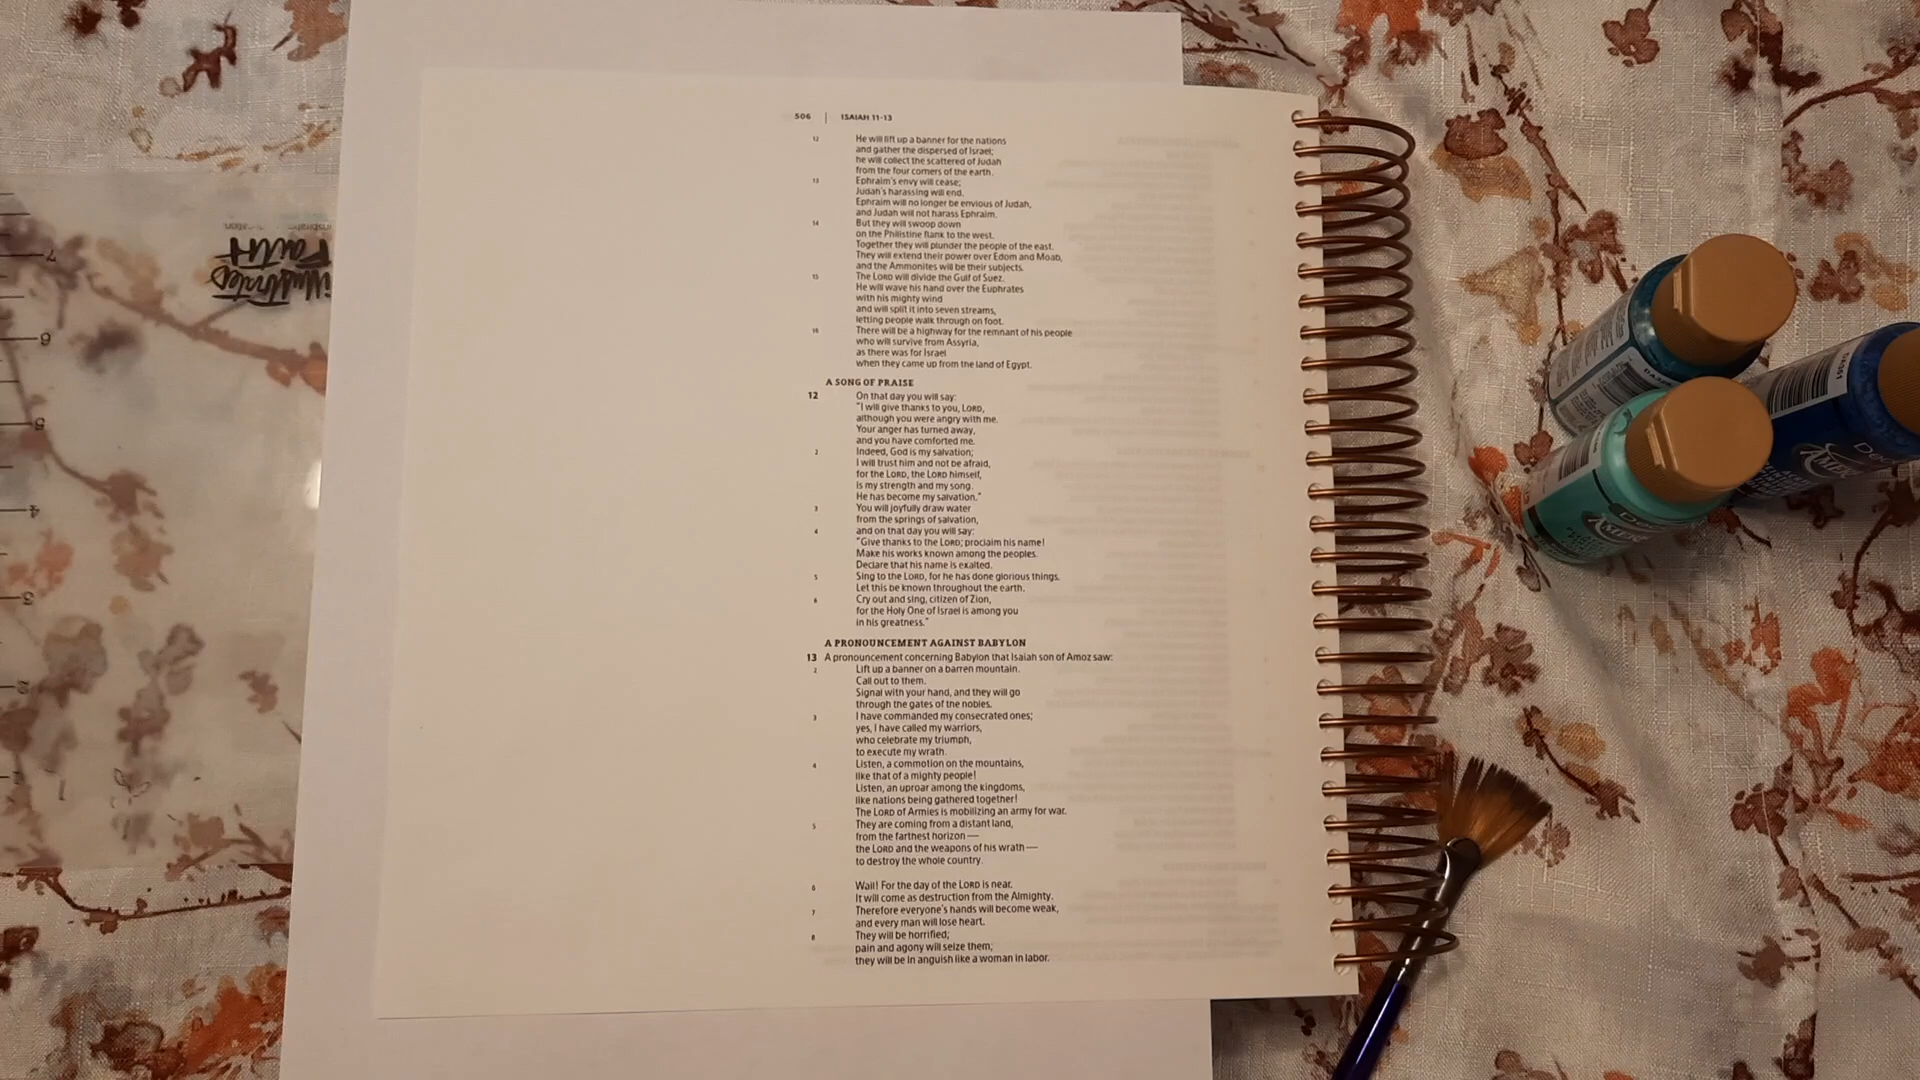 506 | ISAIAH 11-13
12 He will lift up a banner for the nations
and gather the dispersed of Israel;
he will collect the scattered of Judah
from the four corners of the earth.
13 Ephraim's envy will cease;
Judah's harassing will end.
Ephraim will no longer be envious of Judah,
and Judah will not harass Ephraim.
14 But they will swoop down
on the Philistine flank to the west.
Together they will plunder the people of the east.
They will extend their power over Edom and Moab,
and the Ammonites will be their subjects.
15 The LORD will divide the Gulf of Suez.
He will wave his hand over the Euphrates
with his mighty wind
and will split it into seven streams,
letting people walk through on foot.
16 There will be a highway for the remnant of his people
who will survive from Assyria,
as there was for Israel
when they came up from the land of Egypt.
A SONG OF PRAISE
12 On that day you will say:
"I will give thanks to you, LORD,
although you were angry with me.
Your anger has turned away,
and you have comforted me.
2 Indeed, God is my salvation;
I will trust him and not be afraid,
for the LORD, the LORD himself,
is my strength and my song.
He has become my salvation."
3 You will joyfully draw water
from the springs of salvation,
4 and on that day you will say:
"Give thanks to the LORD; proclaim his name!
Make his works known among the peoples.
Declare that his name is exalted.
5 Sing to the LORD, for he has done glorious things.
Let this be known throughout the earth.
6 Cry out and sing, citizen of Zion,
for the Holy One of Israel is among you
in his greatness."
A PRONOUNCEMENT AGAINST BABYLON
13 A pronouncement concerning Babylon that Isaiah son of Amoz saw:
2 Lift up a banner on a barren mountain.
Call out to them.
Signal with your hand, and they will go
through the gates of the nobles.
3 I have commanded my consecrated ones;
yes, I have called my warriors,
who celebrate my triumph,
to execute my wrath.
4 Listen, a commotion on the mountains,
like that of a mighty people!
Listen, an uproar among the kingdoms,
like nations being gathered together!
The LORD of Armies is mobilizing an army for war.
5 They are coming from a distant land,
from the farthest horizon —
the LORD and the weapons of his wrath —
to destroy the whole country.
6 Wail! For the day of the LORD is near.
It will come as destruction from the Almighty.
7 Therefore everyone's hands will become weak,
and every man will lose heart.
8 They will be horrified;
pain and agony will seize them;
they will be in anguish like a woman in labor.
illustrated
Faith
7
6
5
4
3
2
1